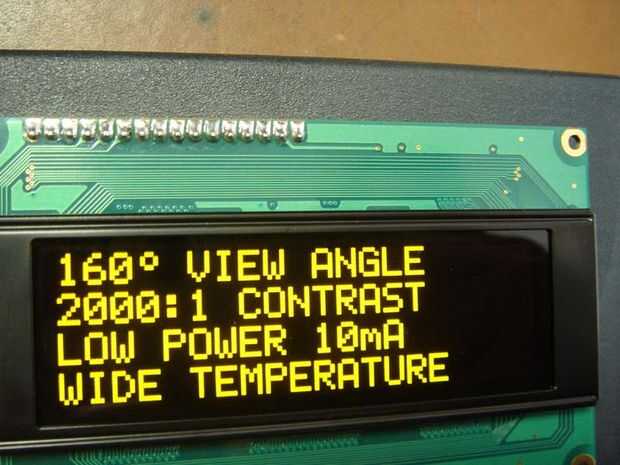 160° VIEW ANGLE
2000:1 CONTRAST
LOW POWER 10mA
WIDE TEMPERATURE